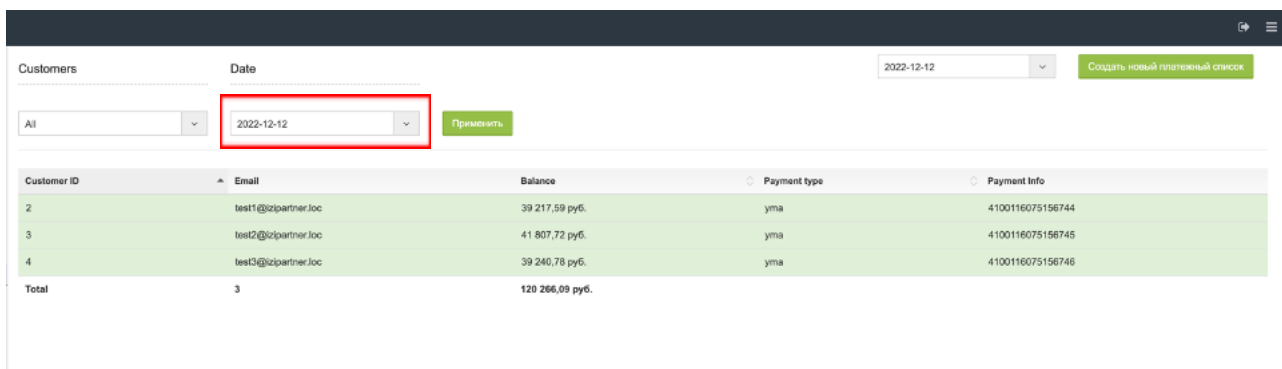 Customers Date 2022-12-12 Создать новый платежный список
All 2022-12-12 Применить
Customer ID Email Balance Payment type Payment Info
2 test1@izipartner.loc 39 217,59 руб. yma 4100116075156744
3 test2@izipartner.loc 41 807,72 руб. yma 4100116075156745
4 test3@izipartner.loc 39 240,78 руб. yma 4100116075156746
Total 3 120 266,09 руб.